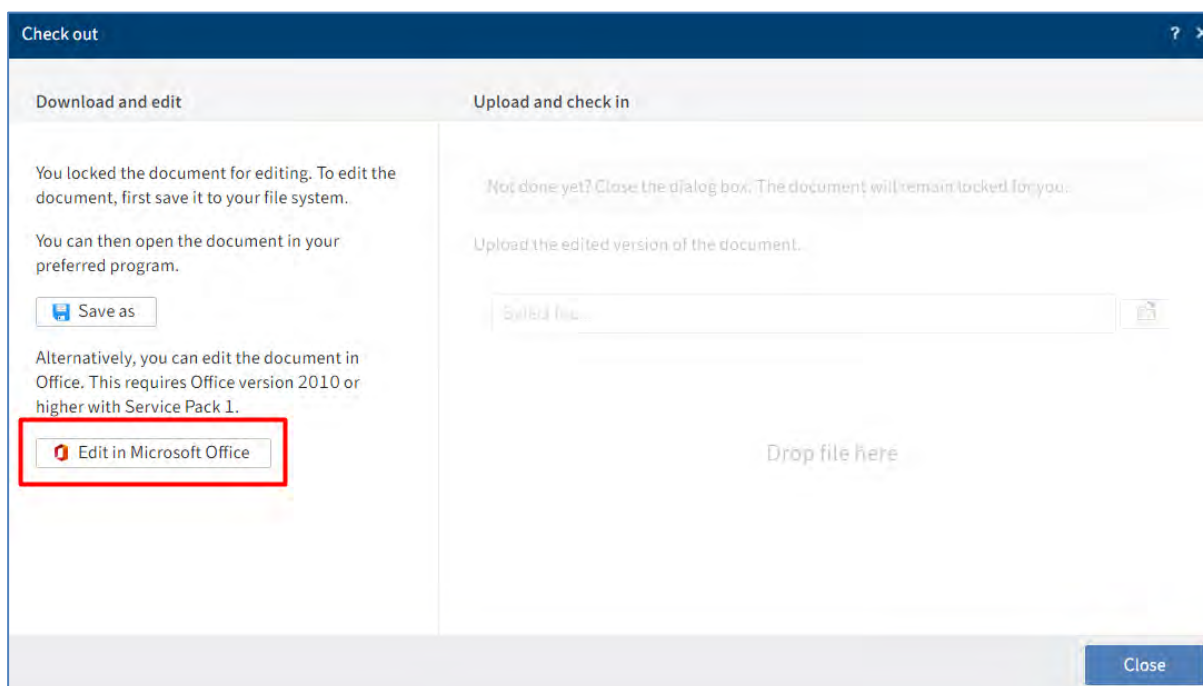 Check out
?
Download and edit
Upload and check in
You locked the document for editing. To edit the
document, first save it to your file system.
You can then open the document in your
preferred program.
Save as
Alternatively, you can edit the document in
Office. This requires Office version 2010 or
higher with Service Pack 1.
Edit in Microsoft Office
Not done yet? Close the dialog box. The document will remain locked for you.
Upload the edited version of the document.
Select file...
Drop file here
Close